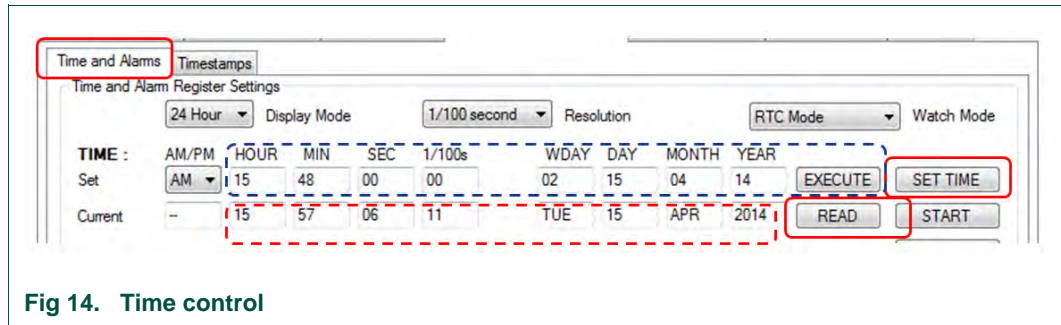 Time and Alarms Timestamps
Time and Alarm Register Settings
24 Hour Display Mode 1/100 second Resolution RTC Mode Watch Mode
TIME : AM/PM HOUR MIN SEC 1/100s WDAY DAY MONTH YEAR
Set AM 15 48 00 00 02 15 04 14 EXECUTE SET TIME
Current -- 15 57 06 11 TUE 15 APR 2014 READ START
Fig 14. Time control